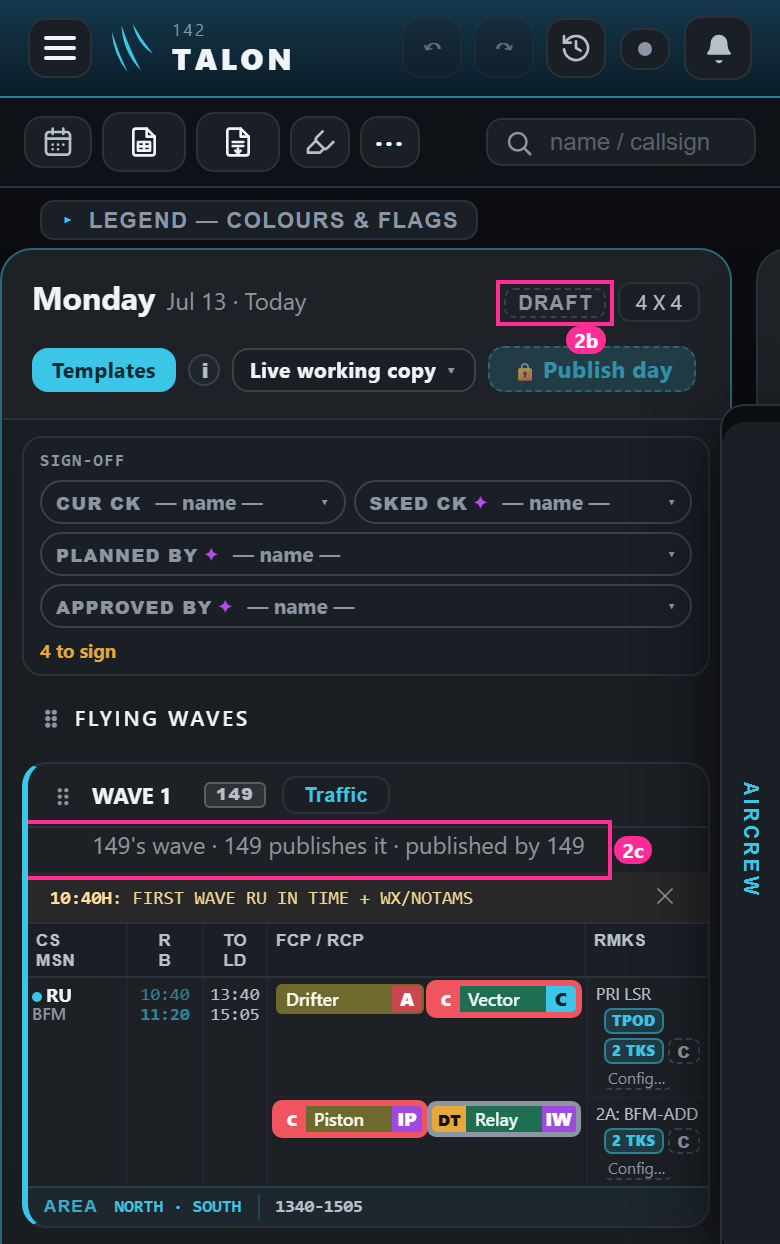 142
TALON
name / callsign
LEGEND — COLOURS & FLAGS
Monday Jul 13 · Today DRAFT 4 X 4
2b
Templates i Live working copy Publish day
SIGN-OFF
CUR CK — name — SKED CK — name —
PLANNED BY — name —
APPROVED BY — name —
4 to sign
FLYING WAVES
WAVE 1 149 Traffic
149's wave · 149 publishes it · published by 149 2c
10:40H: FIRST WAVE RU IN TIME + WX/NOTAMS
CS R TO FCP / RCP RMKS
MSN B LD
RU 10:40 13:40 Drifter A C Vector C PRI LSR
BFM 11:20 15:05 TPOD
2 TKS C
Config...
C Piston IP DT Relay IW 2A: BFM-ADD
2 TKS C
Config...
AREA NORTH · SOUTH 1340-1505
AIRCREW